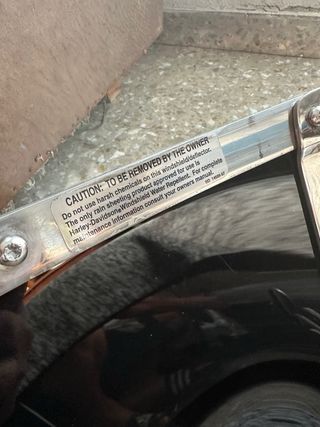 CAUTION: TO BE REMOVED BY THE OWNER
Do not use harsh chemicals on this windshield/deflector.
The only rain sheeting product approved for use is
Harley-Davidson® Windshield Water Repellent. For complete
maintenance information consult your owners manual.